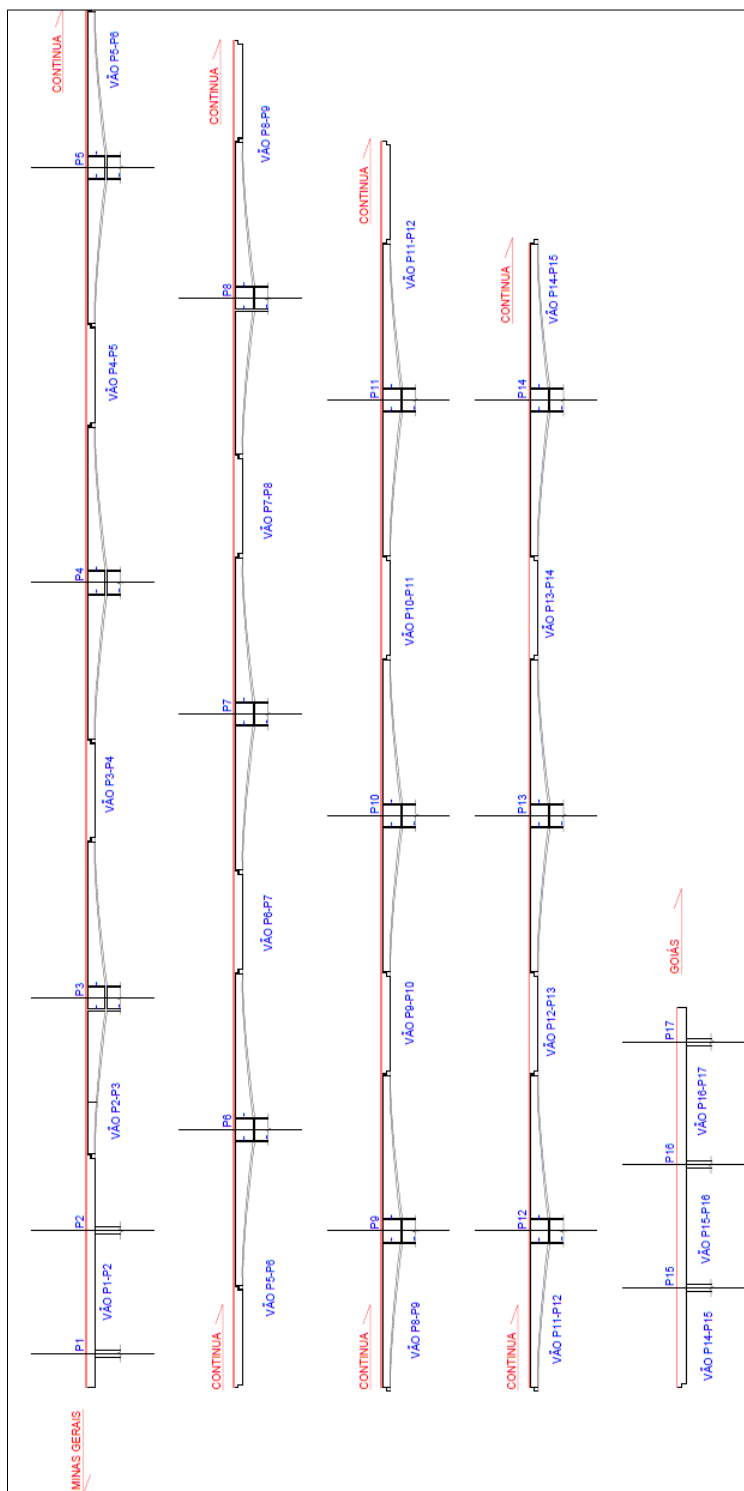 MINAS GERAIS
P1
VÃO P1-P2
P2
VÃO P2-P3
P3
VÃO P3-P4
P4
VÃO P4-P5
P5
VÃO P5-P6
CONTINUA
CONTINUA
VÃO P5-P6
P6
VÃO P6-P7
P7
VÃO P7-P8
P8
VÃO P8-P9
CONTINUA
CONTINUA
VÃO P8-P9
P9
VÃO P9-P10
P10
VÃO P10-P11
P11
VÃO P11-P12
CONTINUA
CONTINUA
VÃO P11-P12
P12
VÃO P12-P13
P13
VÃO P13-P14
P14
VÃO P14-P15
CONTINUA
VÃO P14-P15
P15
VÃO P15-P16
P16
VÃO P16-P17
P17
GOIÁS